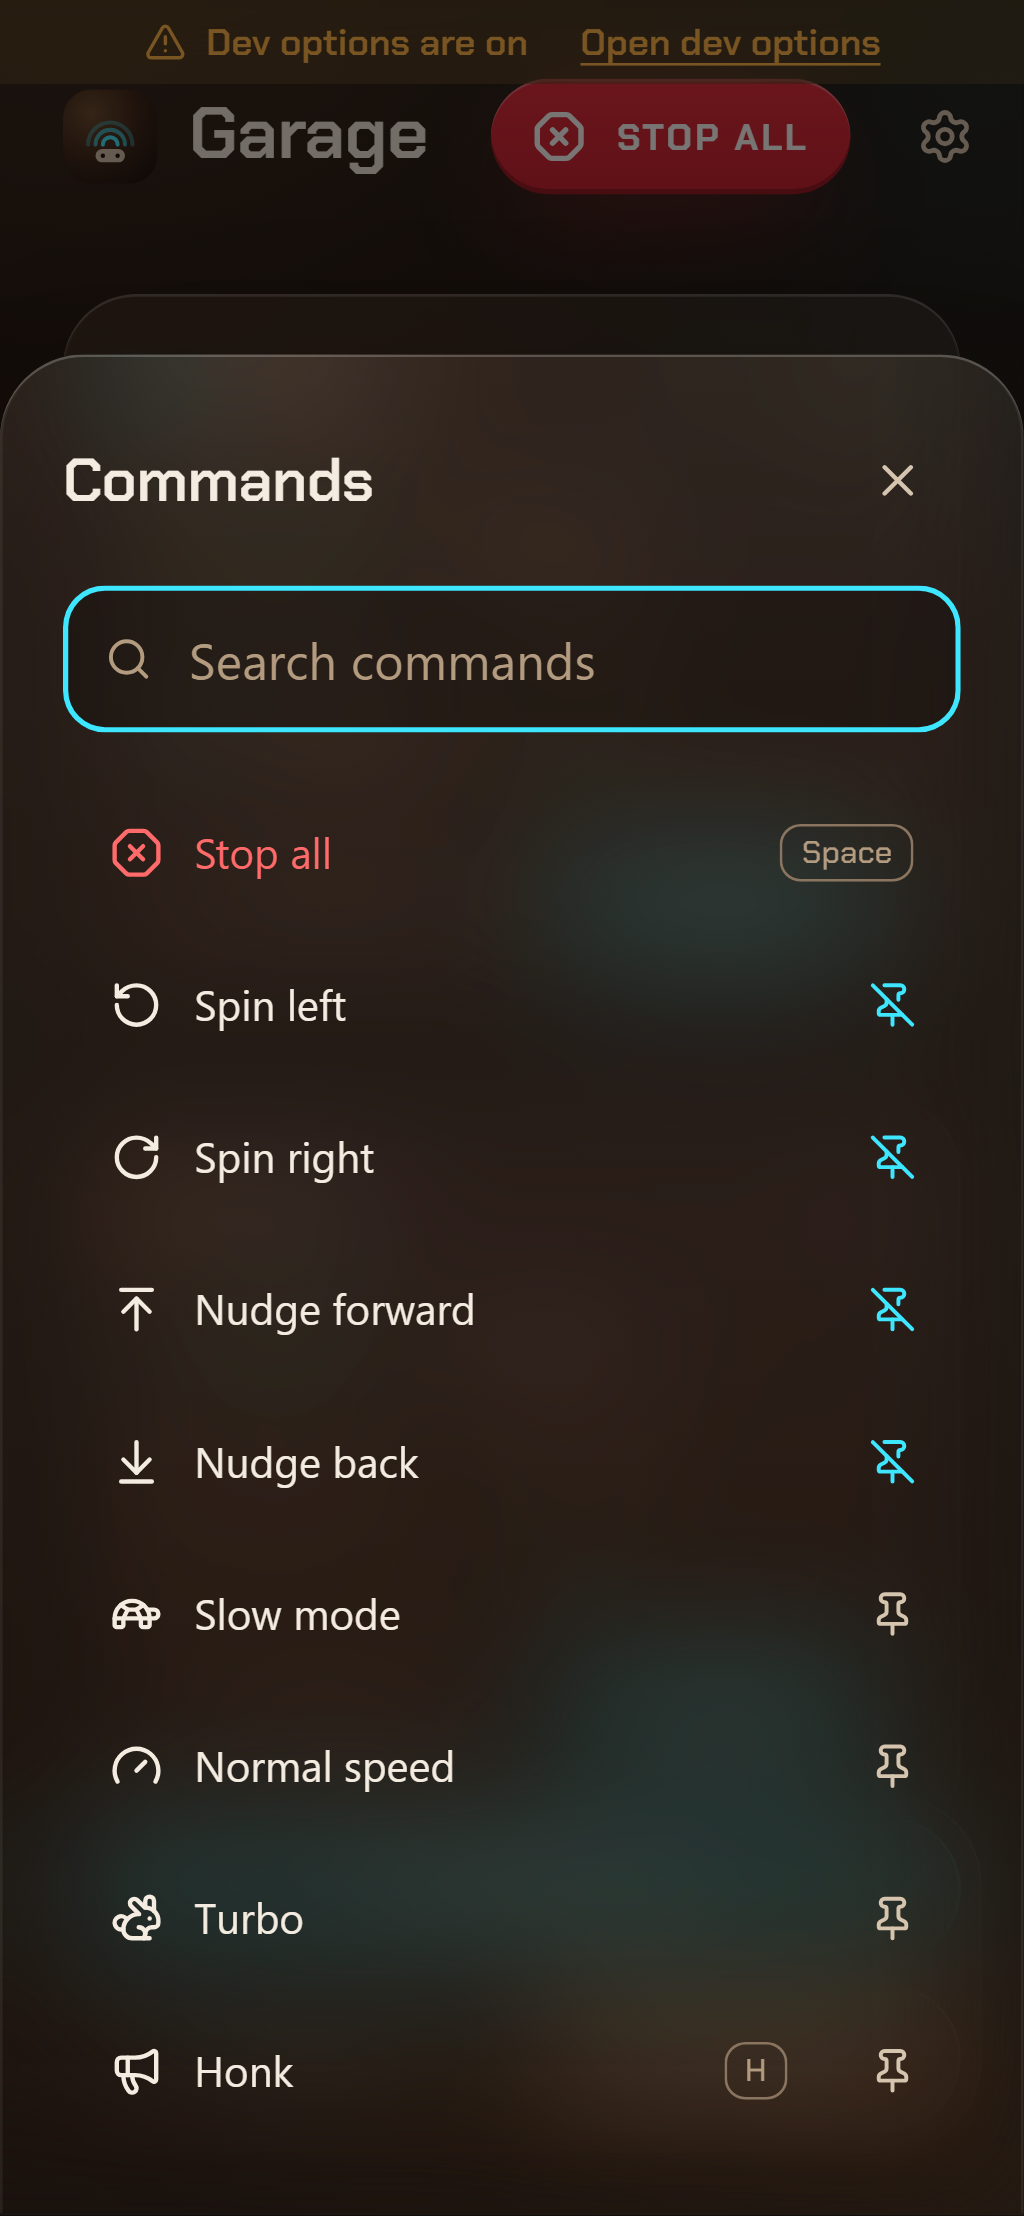 Dev options are on Open dev options
Garage STOP ALL
Commands
Search commands
Stop all Space
Spin left
Spin right
Nudge forward
Nudge back
Slow mode
Normal speed
Turbo
Honk H